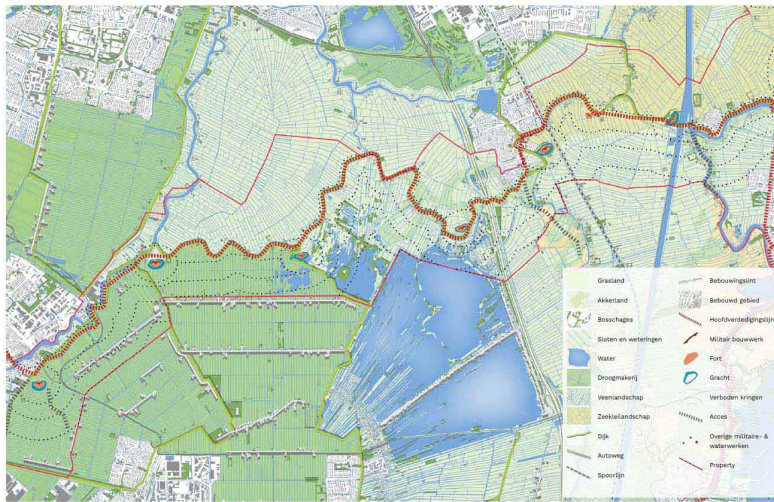 Grasland
Akkerland
Bosschages
Sloten en weteringen
Water
Droogmakerij
Veenlandschap
Zeekleilandschap
Dijk
Autoweg
Spoorlijn
Bebouwingslint
Bebouwd gebied
Hoofdverdedigingslijn
Militair bouwwerk
Fort
Gracht
Verboden kringen
Acces
Overige militaire- &
waterwerken
Property